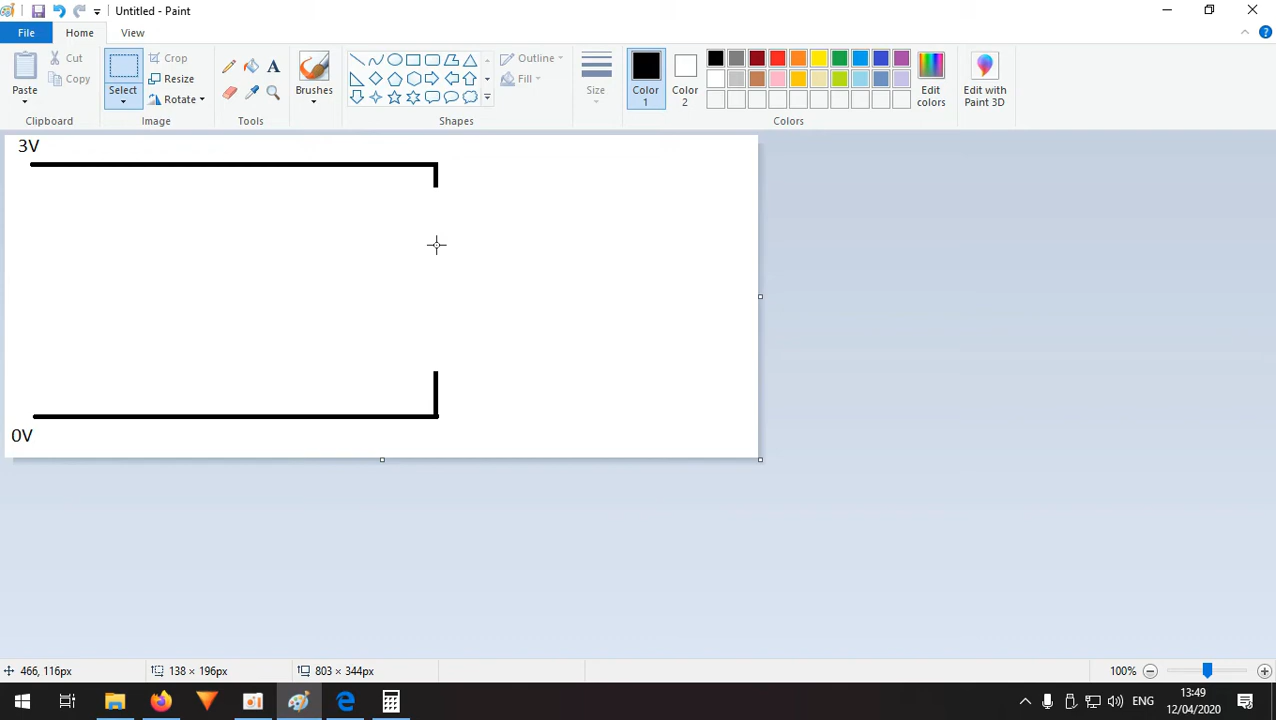 Untitled - Paint
File
Home
View
Paste
Cut
Copy
Clipboard
Select
Crop
Resize
Rotate
Image
A
Tools
Brushes
Shapes
Outline
Fill
Size
Color 1
Color 2
Colors
Edit colors
Edit with Paint 3D
3V
0V
466, 116px
138 × 196px
803 × 344px
100%
ENG
13:49
12/04/2020